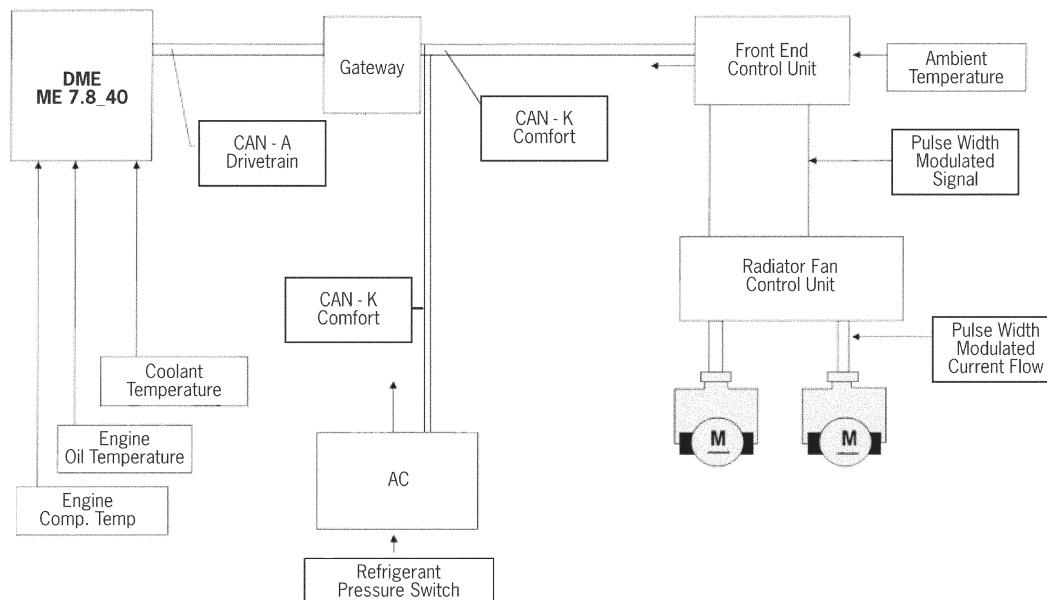 DME
ME 7.8_40
Gateway
Front End
Control Unit
Ambient
Temperature
CAN - A
Drivetrain
CAN - K
Comfort
Pulse Width
Modulated
Signal
Radiator Fan
Control Unit
CAN - K
Comfort
Pulse Width
Modulated
Current Flow
Coolant
Temperature
Engine
Oil Temperature
Engine
Comp. Temp
AC
M
M
Refrigerant
Pressure Switch